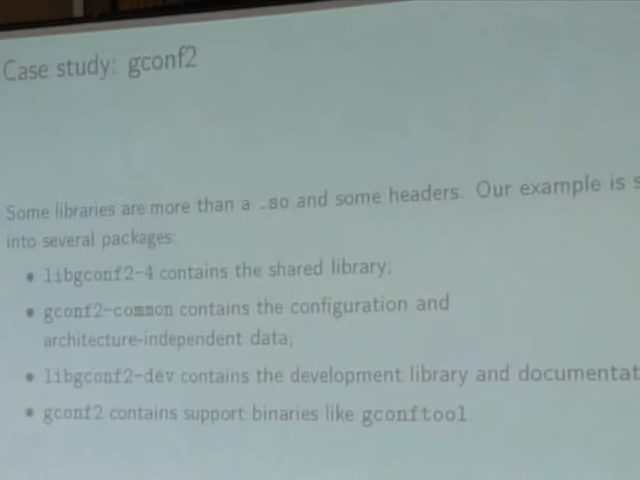 Case study: gconf2
Some libraries are more than a .so and some headers. Our example is
into several packages:
• libgconf2-4 contains the shared library;
• gconf2-common contains the configuration and
architecture-independent data;
• libgconf2-dev contains the development library and
• gconf2 contains support binaries like gconftool.